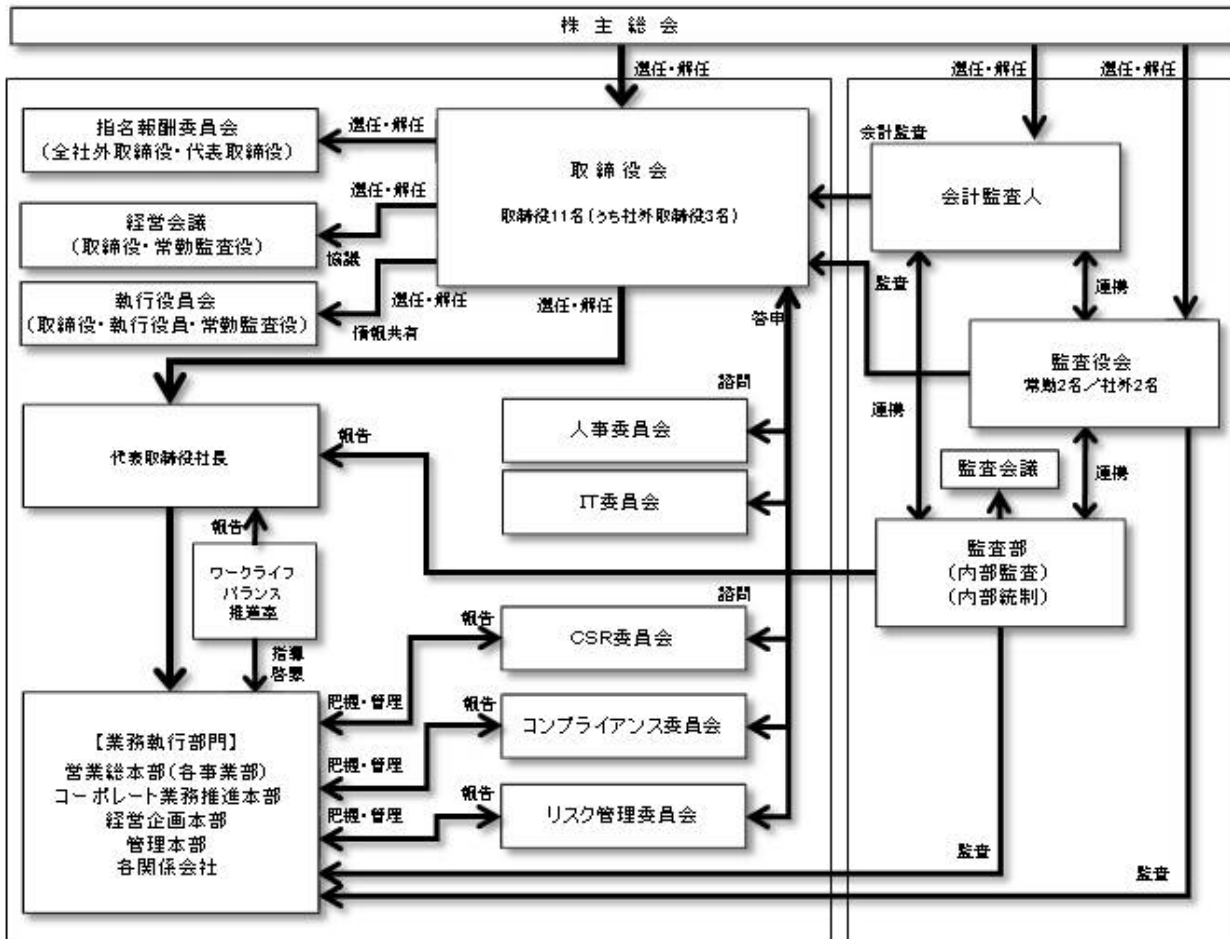 株主総会
選任・解任
選任・解任
選任・解任
指名報酬委員会
(全社外取締役・代表取締役)
選任・解任
取締役会
取締役11名(うち社外取締役3名)
会計監査
会計監査人
経営会議
(取締役・常勤監査役)
選任・解任
協議
執行役員会
(取締役・執行役員・常勤監査役)
選任・解任
情報共有
選任・解任
答申
監査
連携
監査役会
常勤2名/社外2名
諮問
人事委員会
IT委員会
連携
監査会議
連携
代表取締役社長
報告
報告
ワークライフ
バランス
推進室
指導
啓蒙
監査部
(内部監査)
(内部統制)
諮問
報告
CSR委員会
把握・管理
報告
コンプライアンス委員会
把握・管理
報告
リスク管理委員会
把握・管理
【業務執行部門】
営業総本部(各事業部)
コーポレート業務推進本部
経営企画本部
管理本部
各関係会社
監査
監査